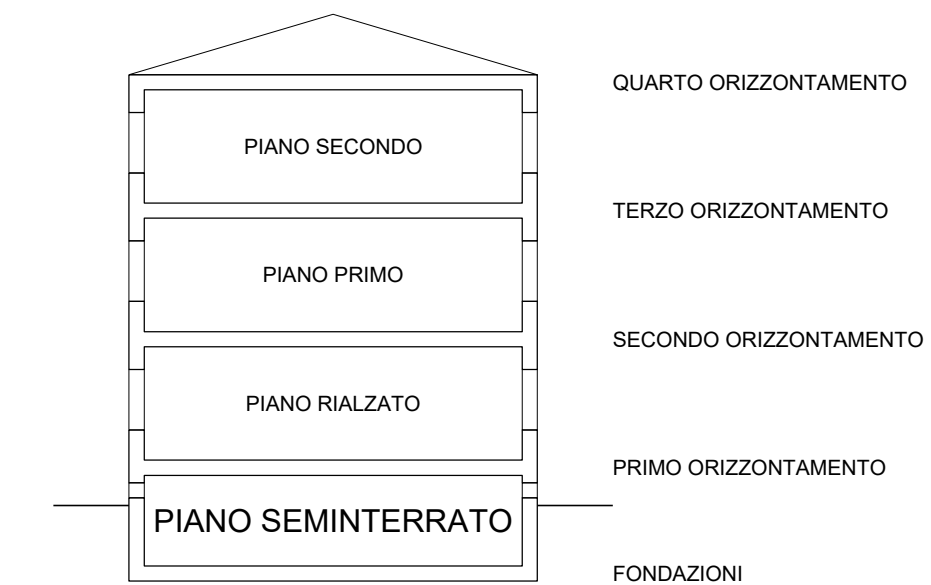 QUARTO ORIZZONTAMENTO
PIANO SECONDO
TERZO ORIZZONTAMENTO
PIANO PRIMO
SECONDO ORIZZONTAMENTO
PIANO RIALZATO
PRIMO ORIZZONTAMENTO
PIANO SEMINTERRATO
FONDAZIONI